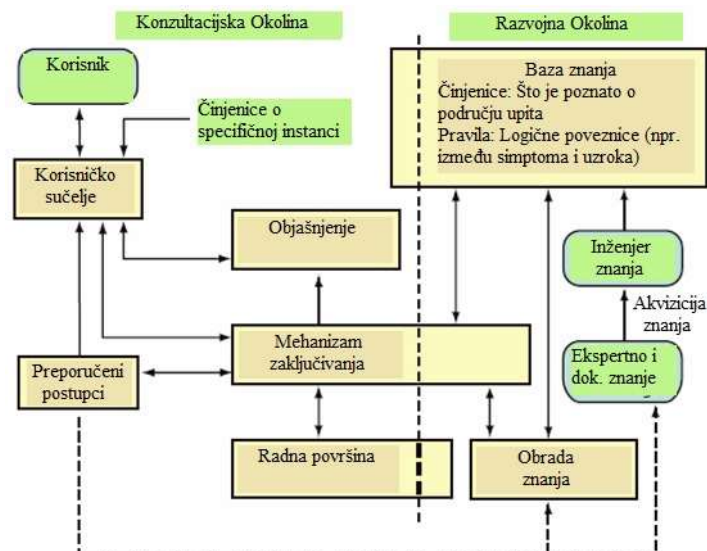 Konzultacijska Okolina
Razvojna Okolina
Korisnik
Činjenice o
specifičnoj instanci
Baza znanja
Činjenice: Što je poznato o
području upita
Pravila: Logične poveznice (npr.
između simptoma i uzroka)
Korisničko
sučelje
Objašnjenje
Inženjer
znanja
Akvizicija
znanja
Mehanizam
zaključivanja
Ekspertno i
dok. znanje
Preporučeni
postupci
Radna površina
Obrada
znanja